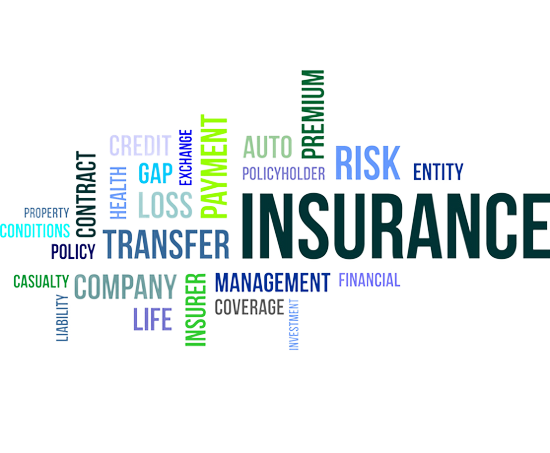 PREMIUM
CREDIT
EXCHANGE
PAYMENT
AUTO
RISK
CONTRACT
HEALTH
GAP
POLICYHOLDER
ENTITY
LOSS
PROPERTY
CONDITIONS
POLICY
TRANSFER
INSURANCE
CASUALTY
COMPANY
INSURER
MANAGEMENT
FINANCIAL
LIABILITY
LIFE
COVERAGE
INVESTMENT